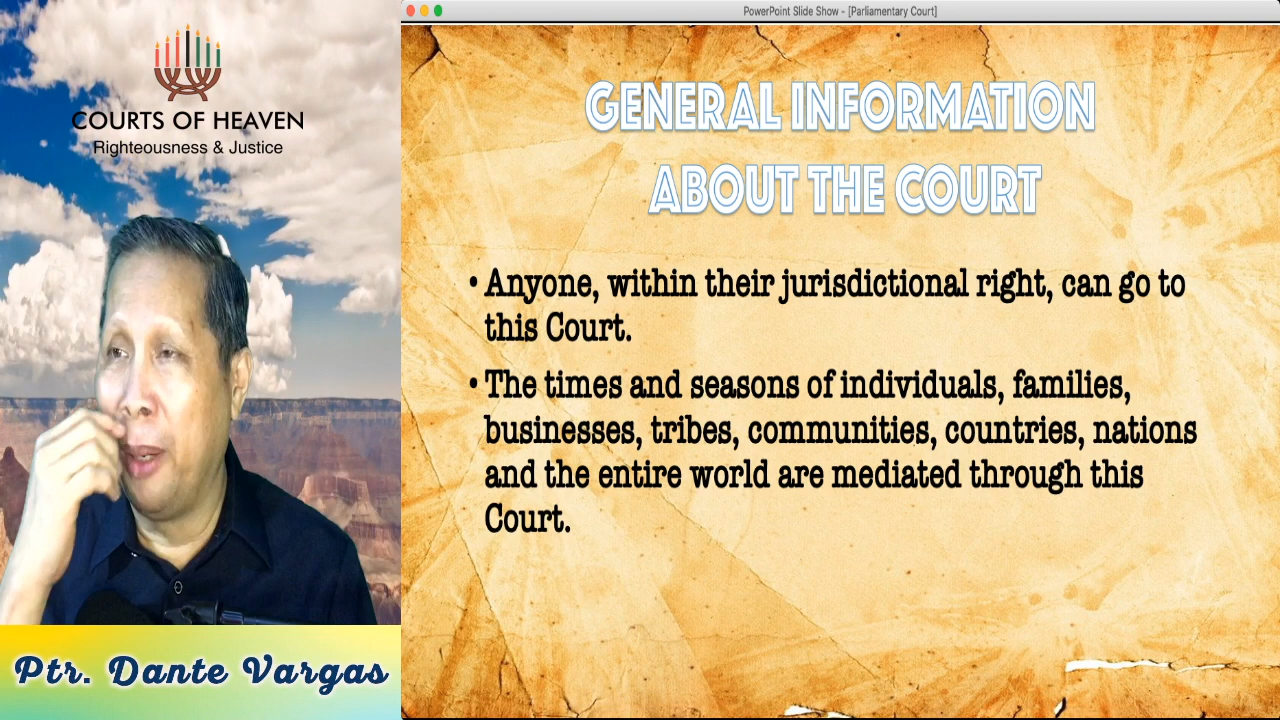 COURTS OF HEAVEN
Righteousness & Justice
Ptr. Dante Vargas
PowerPoint Slide Show - [Parliamentary Court]
GENERAL INFORMATION
ABOUT THE COURT
• Anyone, within their jurisdictional right, can go to
this Court.
• The times and seasons of individuals, families,
businesses, tribes, communities, countries, nations
and the entire world are mediated through this
Court.